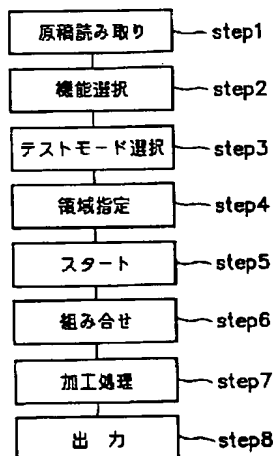 原稿読み取り step1
機能選択 step2
テストモード選択 step3
領域指定 step4
スタート step5
組み合せ step6
加工処理 step7
出力 step8